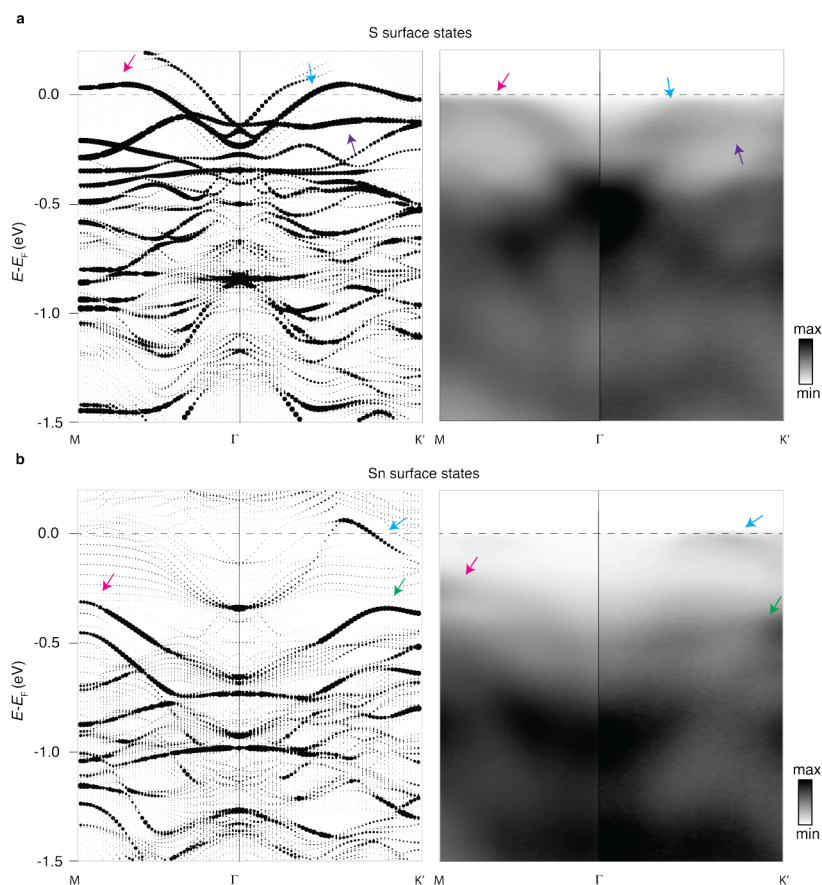 a
S surface states
0.0
-0.5
-1.0
-1.5
E-EF (eV)
M Γ K′ M Γ K′
max
min
b
Sn surface states
0.0
-0.5
-1.0
-1.5
E-EF (eV)
M Γ K′ M Γ K′
max
min